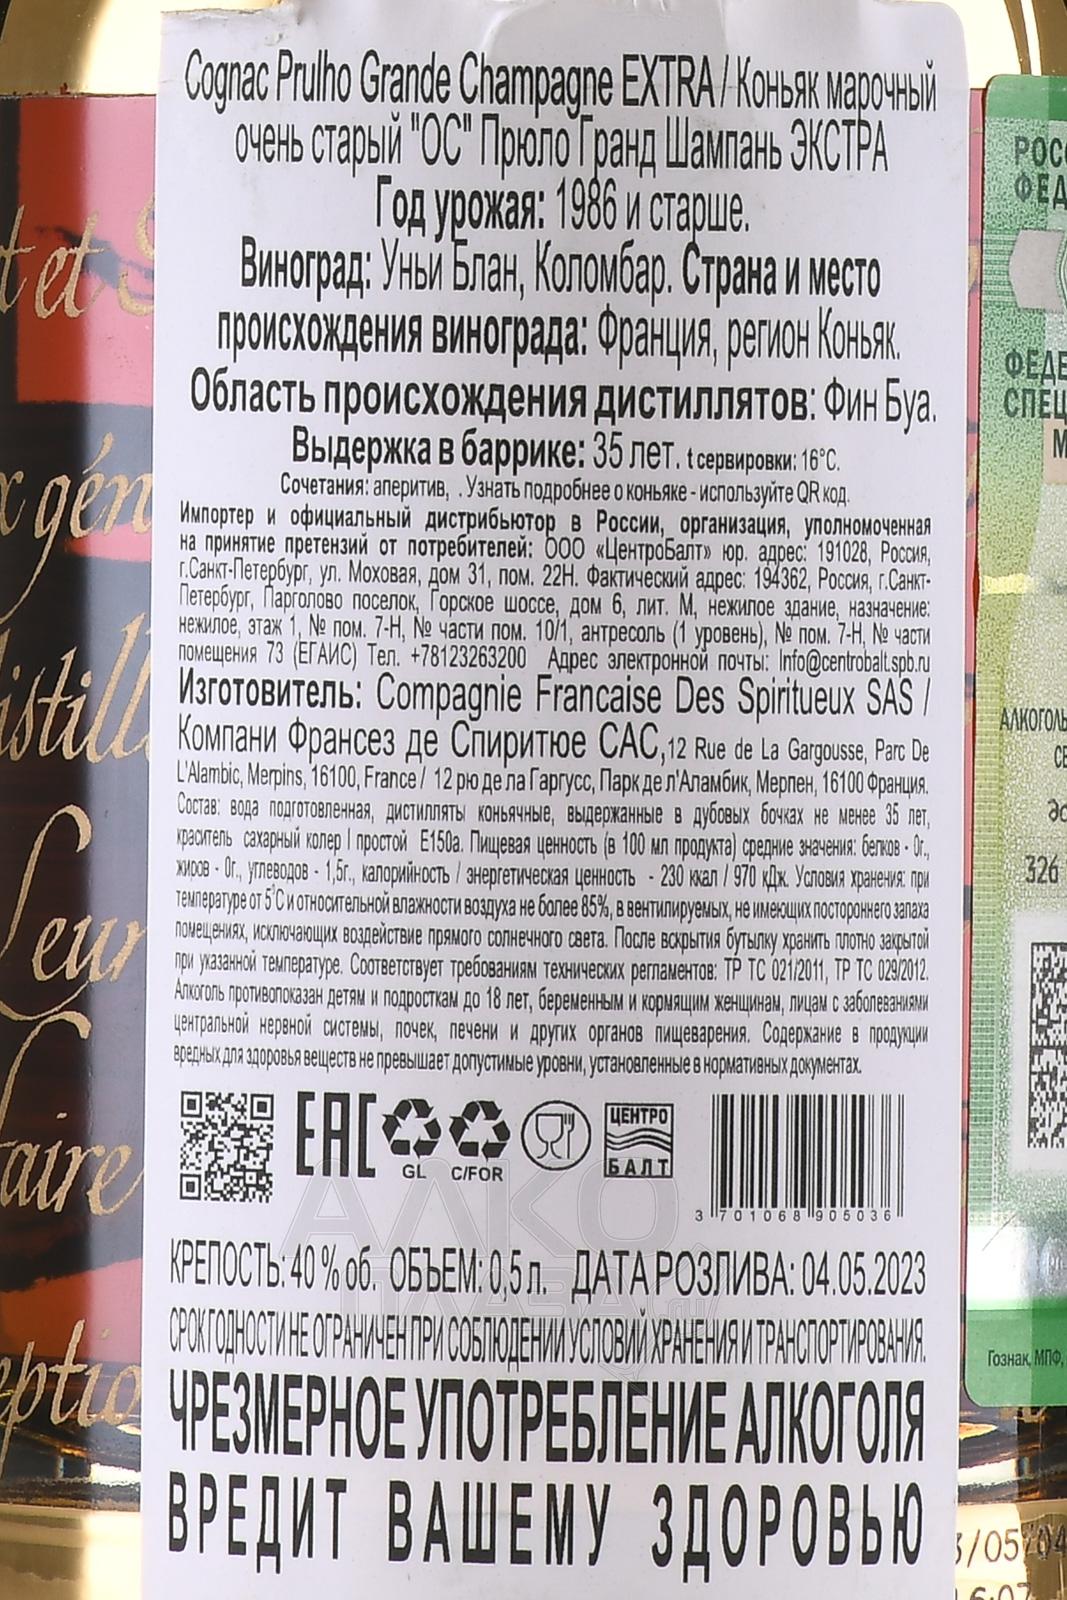 Cognac Prulho Grande Champagne EXTRA / Коньяк марочный
очень старый "ОС" Прюло Гранд Шампань ЭКСТРА
Год урожая: 1986 и старше.
Виноград: Уньи Блан, Коломбар. Страна и место
происхождения винограда: Франция, регион Коньяк.
Область происхождения дистиллятов: Фин Буа.
Выдержка в баррике: 35 лет. t сервировки: 16°С.
Сочетания: аперитив, . Узнать подробнее о коньяке - используйте QR код.
Импортер и официальный дистрибьютор в России, организация, уполномоченная
на принятие претензий от потребителей: ООО «ЦентроБалт» юр. адрес: 191028, Россия,
г.Санкт-Петербург, ул. Моховая, дом 31, пом. 22Н. Фактический адрес: 194362, Россия, г.Санкт-
Петербург, Парголово поселок, Горское шоссе, дом 6, лит. М, нежилое здание, назначение:
нежилое, этаж 1, № пом. 7-Н, № части пом. 10/1, антресоль (1 уровень), № пом. 7-Н, № части
помещения 73 (ЕГАИС) Тел. +78123263200 Адрес электронной почты: Info@centrobalt.spb.ru
Изготовитель: Compagnie Francaise Des Spiritueux SAS /
Компани Франсез де Спиритюе САС,12 Rue de La Gargousse, Parc De
L'Alambic, Merpins, 16100, France / 12 рю де ла Гаргусс, Парк де л'Аламбик, Мерпен, 16100 Франция.
Состав: вода подготовленная, дистилляты коньячные, выдержанные в дубовых бочках не менее 35 лет,
краситель сахарный колер I простой Е150а. Пищевая ценность (в 100 мл продукта) средние значения: белков - 0г.,
жиров - 0г., углеводов - 1,5г., калорийность / энергетическая ценность - 230 ккал / 970 кДж. Условия хранения: при
температуре от 5°С и относительной влажности воздуха не более 85%, в вентилируемых, не имеющих постороннего запаха
помещениях, исключающих воздействие прямого солнечного света. После вскрытия бутылку хранить плотно закрытой
при указанной температуре. Соответствует требованиям технических регламентов: ТР ТС 021/2011, ТР ТС 029/2012.
Алкоголь противопоказан детям и подросткам до 18 лет, беременным и кормящим женщинам, лицам с заболеваниями
центральной нервной системы, почек, печени и других органов пищеварения. Содержание в продукции
вредных для здоровья веществ не превышает допустимые уровни, установленные в нормативных документах.
ЕАС
GL
C/FOR
ЦЕНТРО
БАЛТ
3 701068 905036
КРЕПОСТЬ: 40 % об. ОБЪЕМ: 0,5 л. ДАТА РОЗЛИВА: 04.05.2023
СРОК ГОДНОСТИ НЕ ОГРАНИЧЕН ПРИ СОБЛЮДЕНИИ УСЛОВИЙ ХРАНЕНИЯ И ТРАНСПОРТИРОВАНИЯ.
ЧРЕЗМЕРНОЕ УПОТРЕБЛЕНИЕ АЛКОГОЛЯ
ВРЕДИТ ВАШЕМУ ЗДОРОВЬЮ
АЛКО
ПЛАЗА.ru
et
326
Гознак, МПФ,